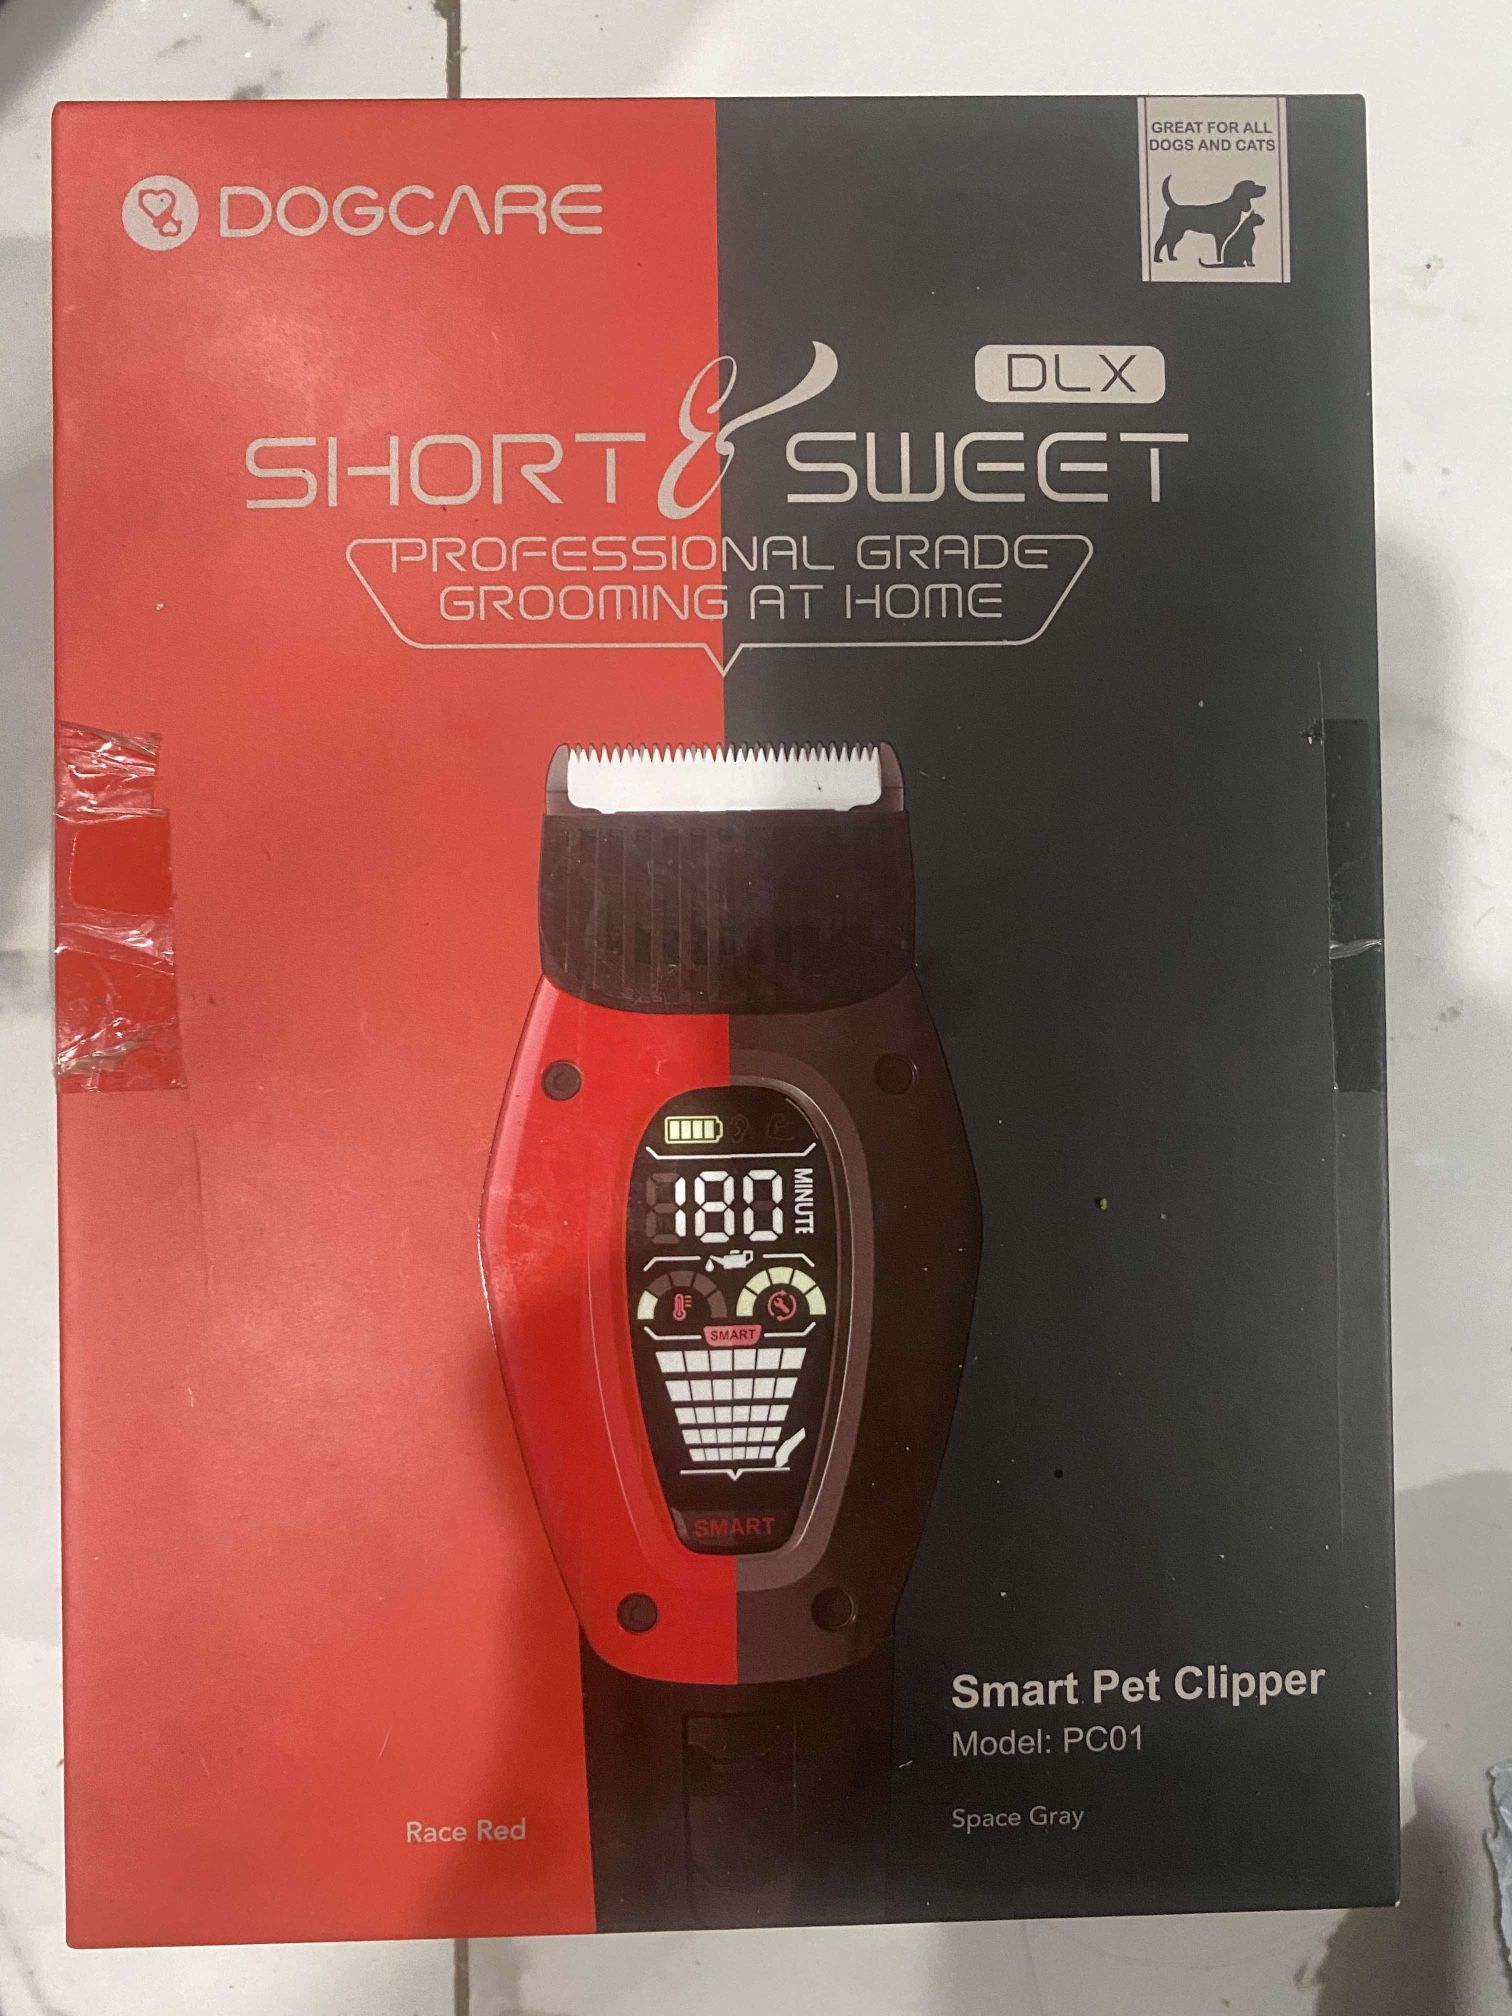 DOGCARE
GREAT FOR ALL
DOGS AND CATS
DLX
SHORT & SWEET
PROFESSIONAL GRADE
GROOMING AT HOME
180
MINUTE
SMART
SMART
Smart Pet Clipper
Model: PC01
Race Red
Space Gray